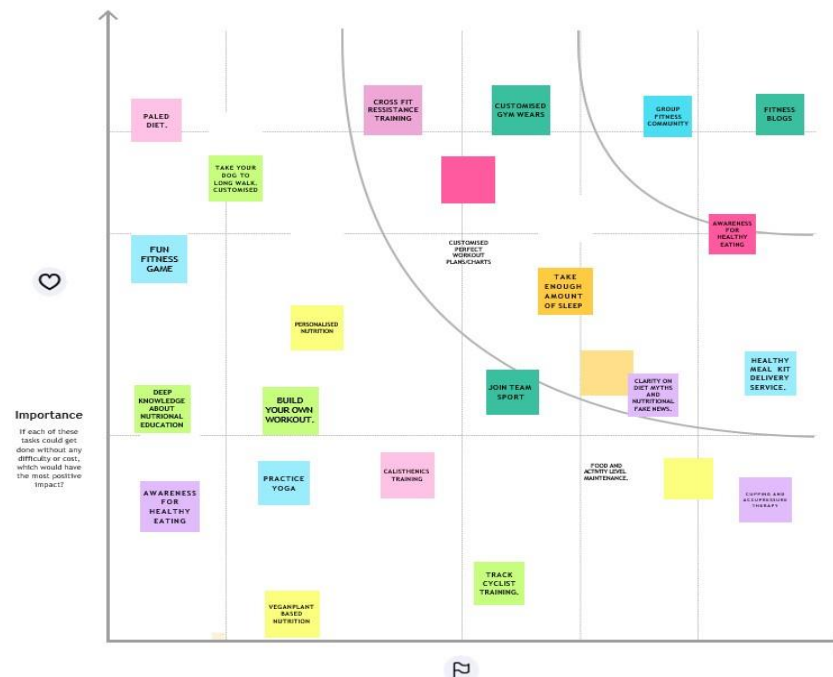 PALED
DIET.
CROSS FIT
RESSISTANCE
TRAINING
CUSTOMISED
GYM WEARS
GROUP
FITNESS
COMMUNITY
FITNESS
BLOGS
TAKE YOUR
DOG TO
LONG WALK.
CUSTOMISED
AWARENESS
FOR
HEALTHY
EATING
FUN
FITNESS
GAME
CUSTOMISED
PERFECT
WORKOUT
PLANS/CHARTS
TAKE
ENOUGH
AMOUNT
OF SLEEP
PERSONALISED
NUTRITION
HEALTHY
MEAL KIT
DELIVERY
SERVICE.
DEEP
KNOWLEDGE
ABOUT
NUTRIONAL
EDUCATION
BUILD
YOUR OWN
WORKOUT.
JOIN TEAM
SPORT
CLARITY ON
DIET MYTHS
AND
NUTRITIONAL
FAKE NEWS.
Importance
If each of these
tasks could get
done without any
difficulty or cost,
which would have
the most positive
impact?
AWARENESS
FOR
HEALTHY
EATING
PRACTICE
YOGA
CALISTHENICS
TRAINING
FOOD AND
ACTIVITY LEVEL
MAINTENANCE.
CUPPING AND
ACCUPRESSURE
THERAPY
TRACK
CYCLIST
TRAINING.
VEGANPLANT
BASED
NUTRITION